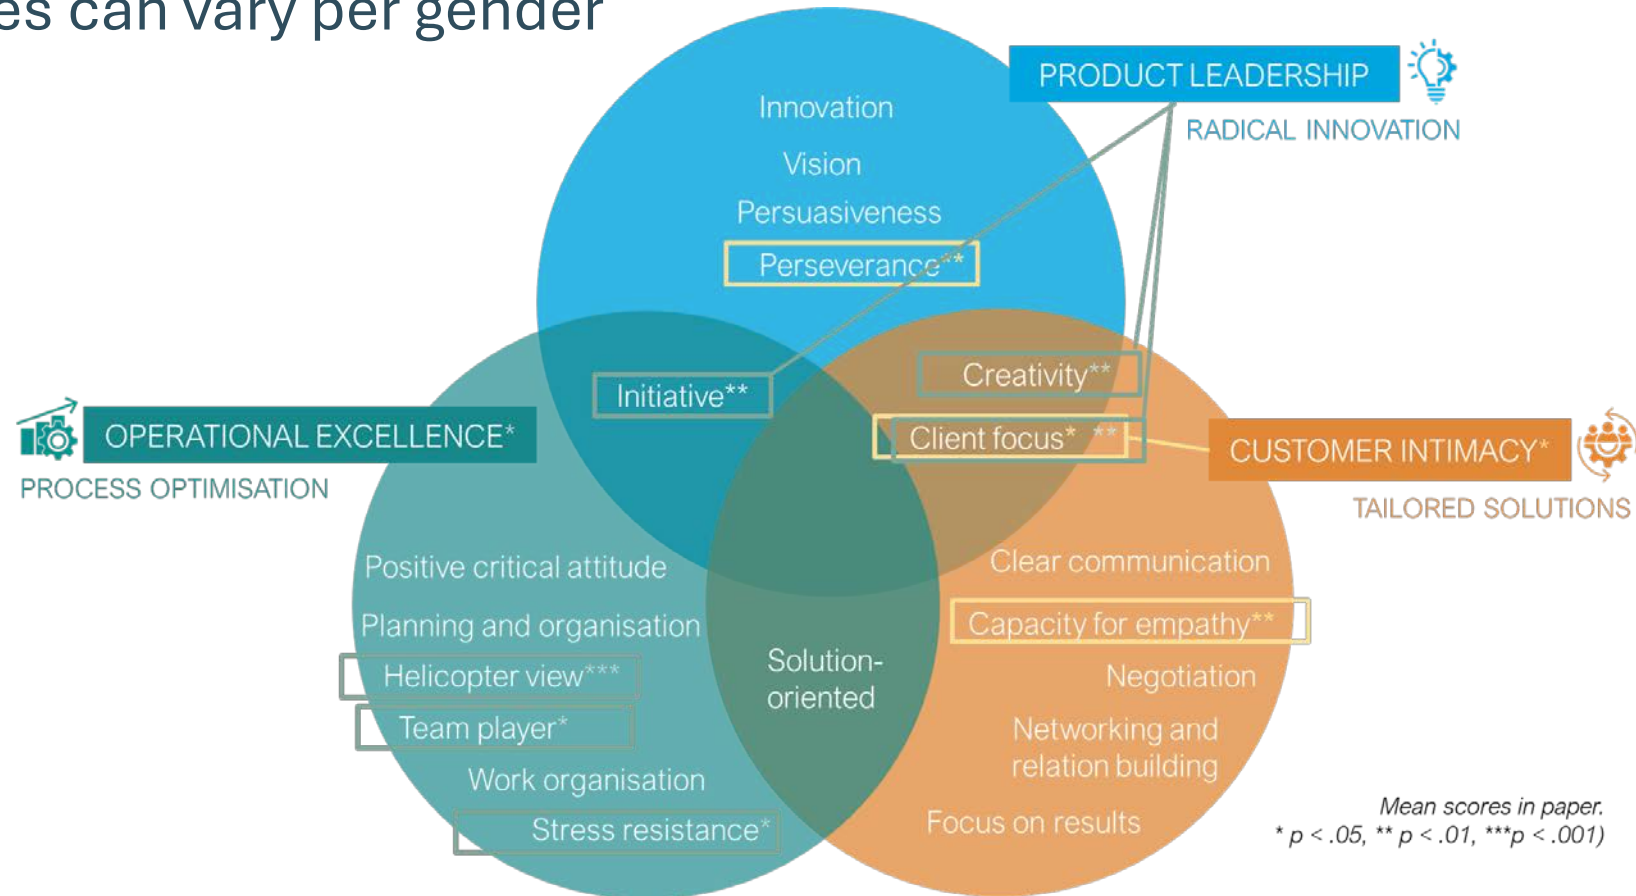 es can vary per gender
PRODUCT LEADERSHIP
RADICAL INNOVATION
Innovation
Vision
Persuasiveness
Perseverance**
Initiative**
Creativity**
Client focus* **
OPERATIONAL EXCELLENCE*
PROCESS OPTIMISATION
CUSTOMER INTIMACY*
TAILORED SOLUTIONS
Positive critical attitude
Planning and organisation
Helicopter view***
Team player*
Work organisation
Stress resistance*
Solution-
oriented
Clear communication
Capacity for empathy**
Negotiation
Networking and
relation building
Focus on results
Mean scores in paper.
* p < .05, ** p < .01, ***p < .001)